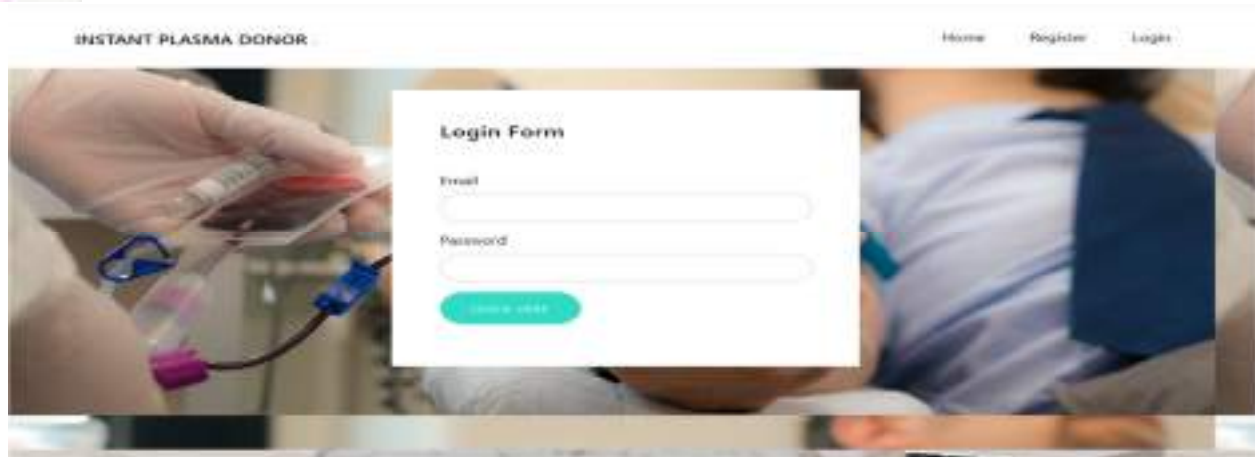 INSTANT PLASMA DONOR
Home Register Login
Login Form
Email
Password